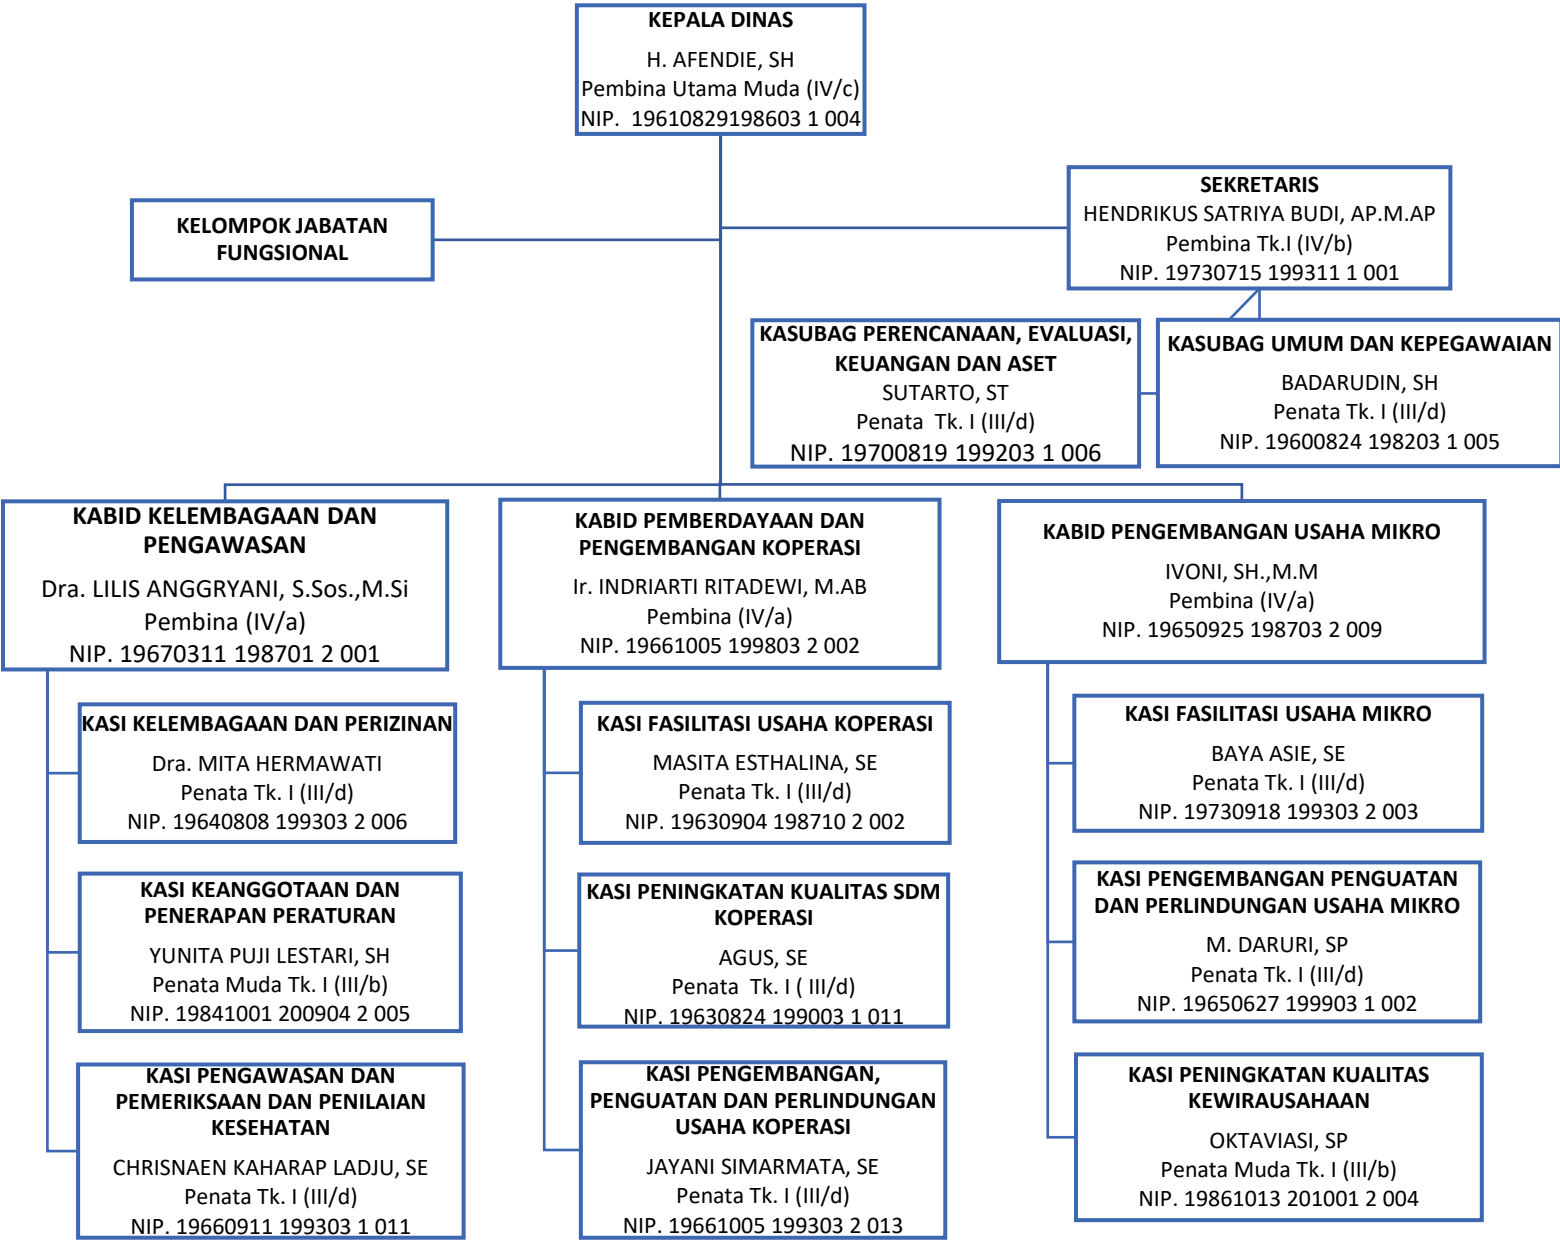 KEPALA DINAS
H. AFENDIE, SH
Pembina Utama Muda (IV/c)
NIP. 19610829198603 1 004
SEKRETARIS
HENDRIKUS SATRIYA BUDI, AP.M.AP
Pembina Tk.I (IV/b)
NIP. 19730715 199311 1 001
KELOMPOK JABATAN
FUNGSIONAL
KASUBAG PERENCANAAN, EVALUASI,
KEUANGAN DAN ASET
SUTARTO, ST
Penata Tk. I (III/d)
NIP. 19700819 199203 1 006
KASUBAG UMUM DAN KEPEGAWAIAN
BADARUDIN, SH
Penata Tk. I (III/d)
NIP. 19600824 198203 1 005
KABID KELEMBAGAAN DAN
PENGAWASAN
Dra. LILIS ANGGRYANI, S.Sos.,M.Si
Pembina (IV/a)
NIP. 19670311 198701 2 001
KABID PEMBERDAYAAN DAN
PENGEMBANGAN KOPERASI
Ir. INDRIARTI RITADEWI, M.AB
Pembina (IV/a)
NIP. 19661005 199803 2 002
KABID PENGEMBANGAN USAHA MIKRO
IVONI, SH.,M.M
Pembina (IV/a)
NIP. 19650925 198703 2 009
KASI KELEMBAGAAN DAN PERIZINAN
Dra. MITA HERMAWATI
Penata Tk. I (III/d)
NIP. 19640808 199303 2 006
KASI FASILITASI USAHA KOPERASI
MASITA ESTHALINA, SE
Penata Tk. I (III/d)
NIP. 19630904 198710 2 002
KASI FASILITASI USAHA MIKRO
BAYA ASIE, SE
Penata Tk. I (III/d)
NIP. 19730918 199303 2 003
KASI KEANGGOTAAN DAN
PENERAPAN PERATURAN
YUNITA PUJI LESTARI, SH
Penata Muda Tk. I (III/b)
NIP. 19841001 200904 2 005
KASI PENINGKATAN KUALITAS SDM
KOPERASI
AGUS, SE
Penata Tk. I ( III/d)
NIP. 19630824 199003 1 011
KASI PENGEMBANGAN PENGUATAN
DAN PERLINDUNGAN USAHA MIKRO
M. DARURI, SP
Penata Tk. I (III/d)
NIP. 19650627 199903 1 002
KASI PENGAWASAN DAN
PEMERIKSAAN DAN PENILAIAN
KESEHATAN
CHRISNAEN KAHARAP LADJU, SE
Penata Tk. I (III/d)
NIP. 19660911 199303 1 011
KASI PENGEMBANGAN,
PENGUATAN DAN PERLINDUNGAN
USAHA KOPERASI
JAYANI SIMARMATA, SE
Penata Tk. I (III/d)
NIP. 19661005 199303 2 013
KASI PENINGKATAN KUALITAS
KEWIRAUSAHAAN
OKTAVIASI, SP
Penata Muda Tk. I (III/b)
NIP. 19861013 201001 2 004